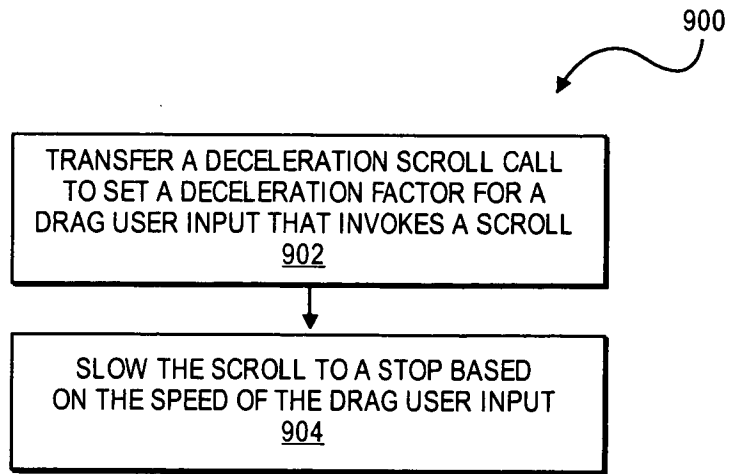 900
TRANSFER A DECELERATION SCROLL CALL
TO SET A DECELERATION FACTOR FOR A
DRAG USER INPUT THAT INVOKES A SCROLL
902
SLOW THE SCROLL TO A STOP BASED
ON THE SPEED OF THE DRAG USER INPUT
904